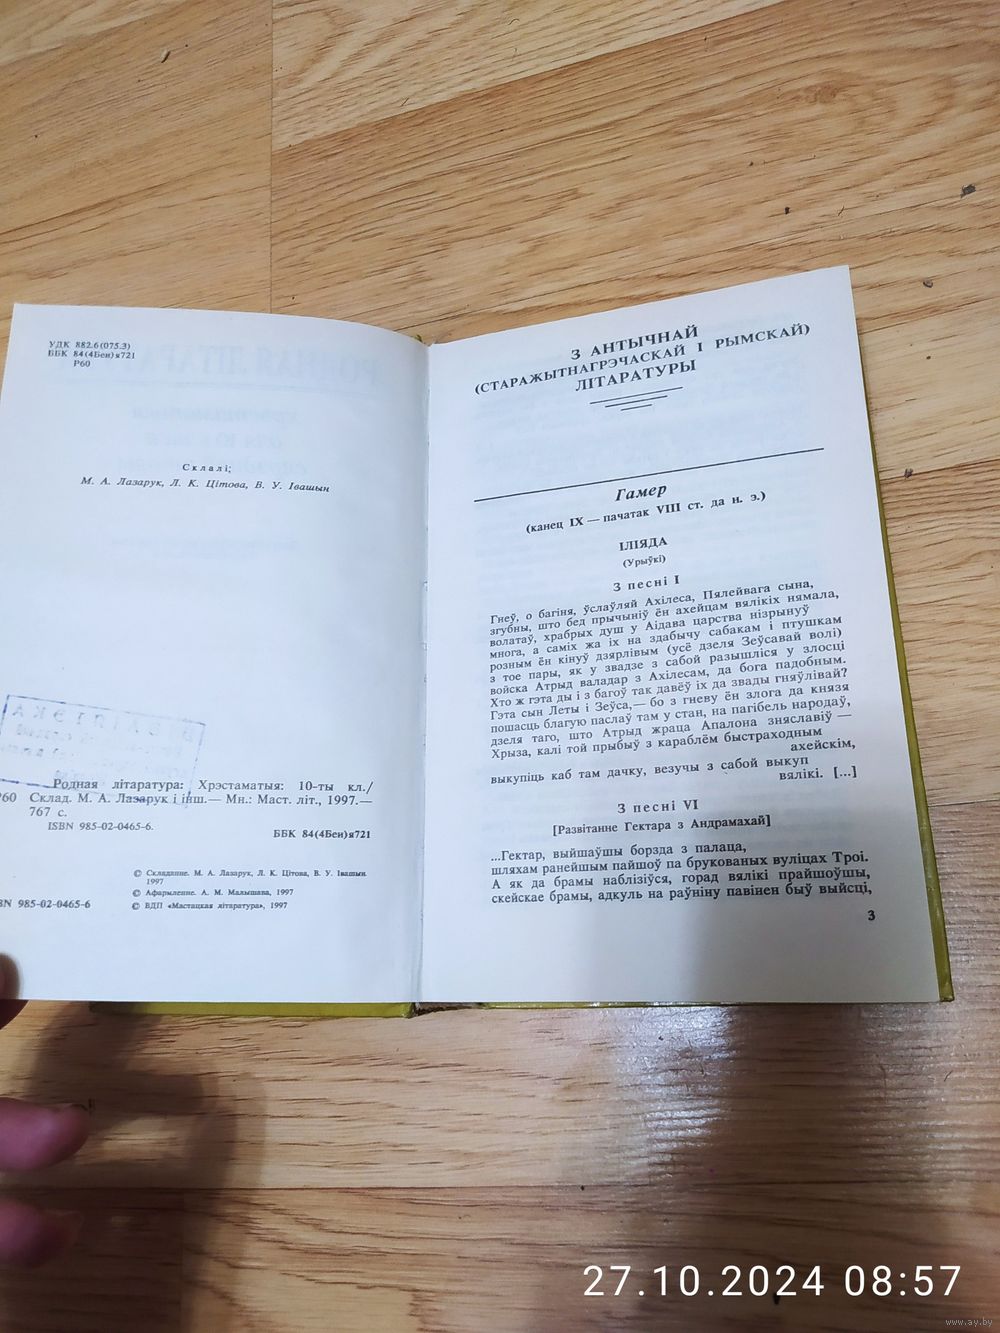 УДК 882.6(075.3)
ББК 84(4Беи)я721
Р60
Склалі;
М. А. Лазарук, Л. К. Цітова, В. У. Івашын
Родная літаратура: Хрэстаматыя: 10-ты кл./
Р60 Склад. М. А. Лазарук і інш.— Мн.: Маст. літ., 1997.—
767 с.
ISBN 985-02-0465-6.
ББК 84(4Беи)я721
© Складанне. М. А. Лазарук, Л. К. Цітова, В. У. Івашын
1997
© Афармленне. А. М. Малышава, 1997
© ВДП «Мастацкая літаратура», 1997
BN 985-02-0465-6
З АНТЫЧНАЙ
(СТАРАЖЫТНАГРЭЧАСКАЙ І РЫМСКАЙ)
ЛІТАРАТУРЫ
Гамер
(канец IX — пачатак VIII ст. да н. э.)
ІЛІЯДА
(Урыўкі)
З песні I
Гнеў, о багіня, ўслаўляй Ахілеса, Пялейвага сына,
згубны, што бед прычыніў ён ахейцам вялікіх нямала,
волатаў, храбрых душ у Аідава царства нізрынуў
многа, а саміх жа іх на здабычу сабакам і птушкам
розным ён кінуў дзярлівым (усё дзеля Зеўсавай волі)
з тое пары, як у звадзе з сабой разышліся у злосці
войска Атрыд валадар з Ахілесам, да бога падобным.
Хто ж гэта ды і з багоў так давёў іх да звады гняўлівай?
Гэта сын Леты і Зеўса,— бо з гневу ён злога да князя
пошасць благую паслаў там у стан, на пагібель народаў,
дзеля таго, што Атрыд жраца Апалона зняславіў —
Хрыза, калі той прыбыў з караблём быстраходным
ахейскім,
выкупіць каб там дачку, везучы з сабой выкуп
вялікі. [...]
З песні VI
[Развітанне Гектара з Андрамахай]
...Гектар, выйшаўшы борзда з палаца,
шляхам ранейшым пайшоў па брукованых вуліцах Троі.
А як да брамы наблізіўся, горад вялікі прайшоўшы,
скейскае брамы, адкуль на раўніну павінен быў выйсці,
3
27.10.2024 08:57
www.ay.by